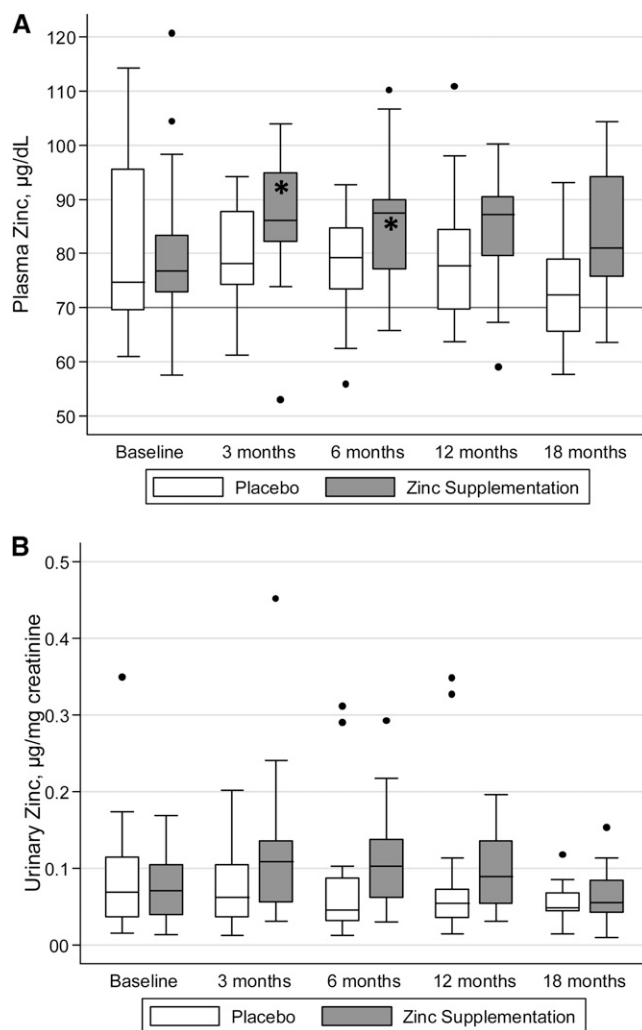 A
120
110
100
90
80
70
60
50
Plasma Zinc, µg/dL
*
*
Baseline 3 months 6 months 12 months 18 months
Placebo Zinc Supplementation
B
0.5
0.4
0.3
0.2
0.1
00
Urinary Zinc, µg/mg creatinine
Baseline 3 months 6 months 12 months 18 months
Placebo Zinc Supplementation